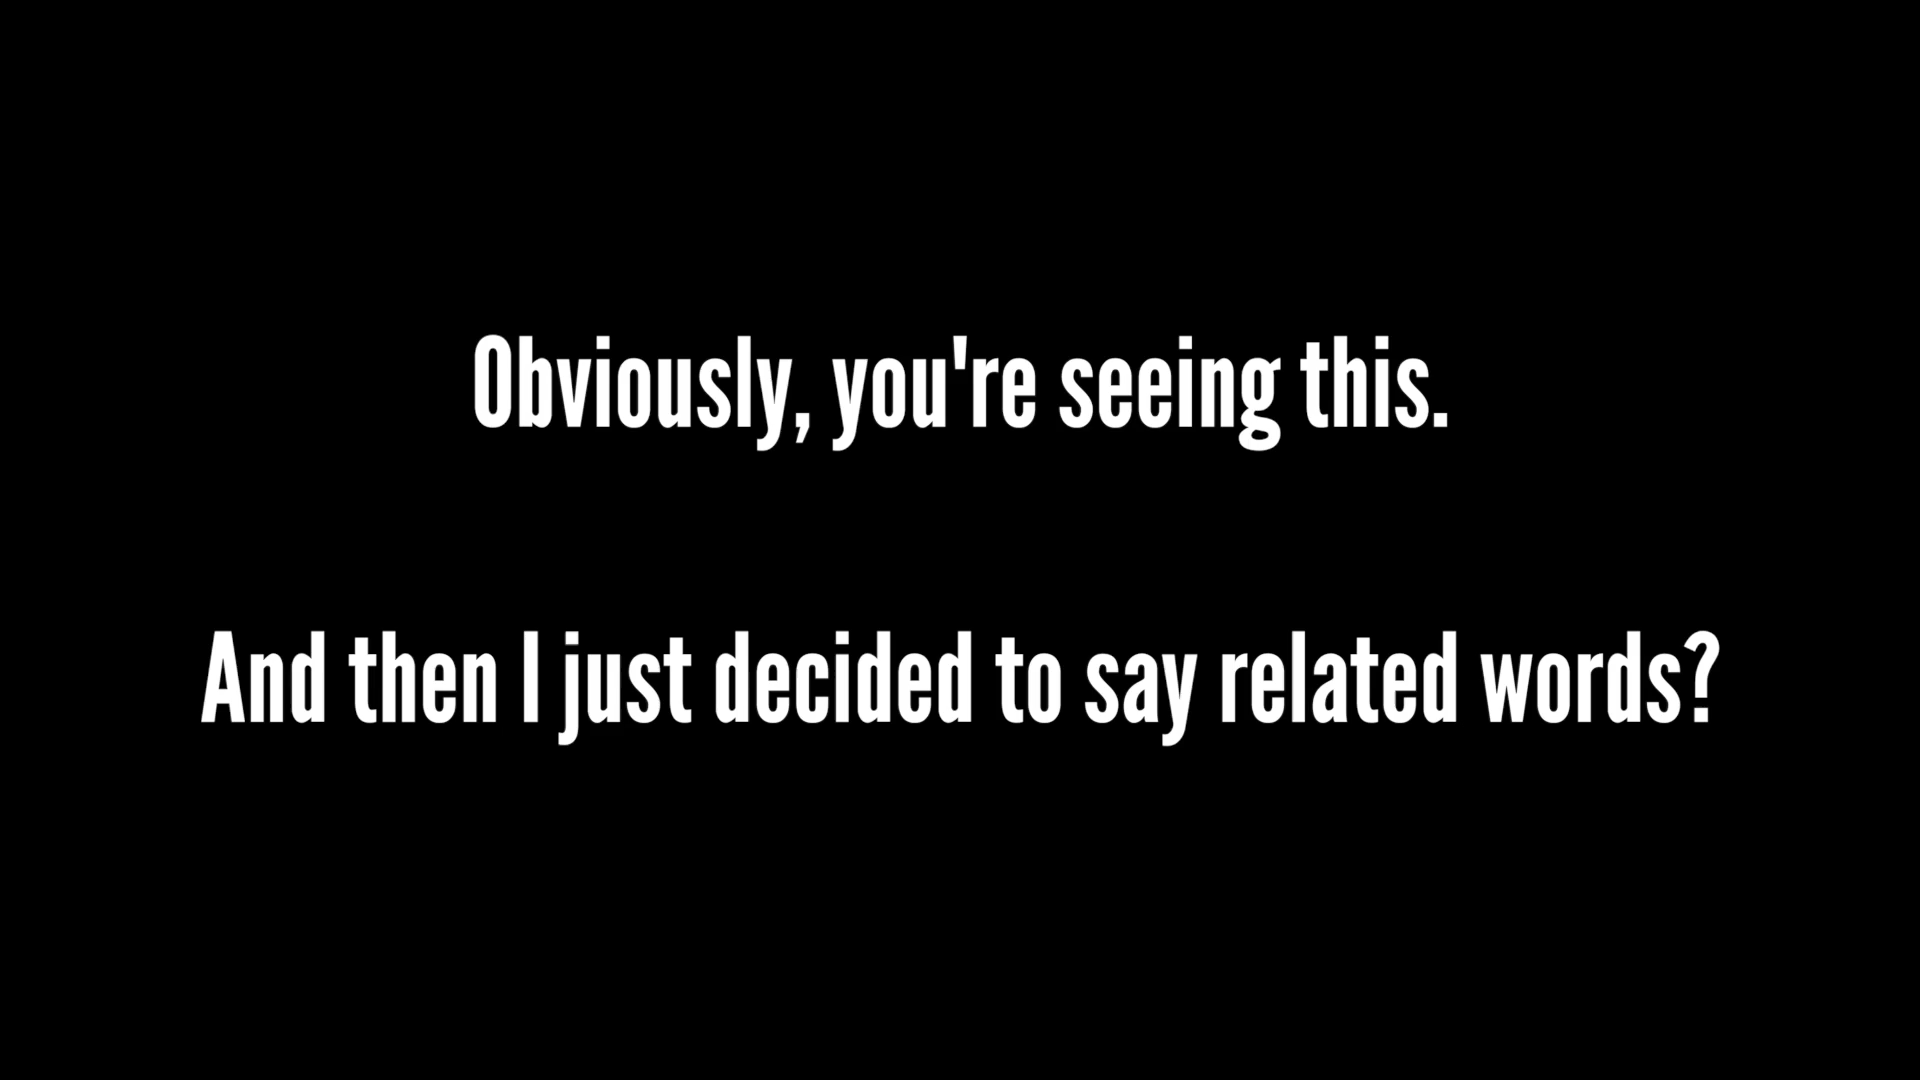 Obviously, you're seeing this.
And then I just decided to say related words?